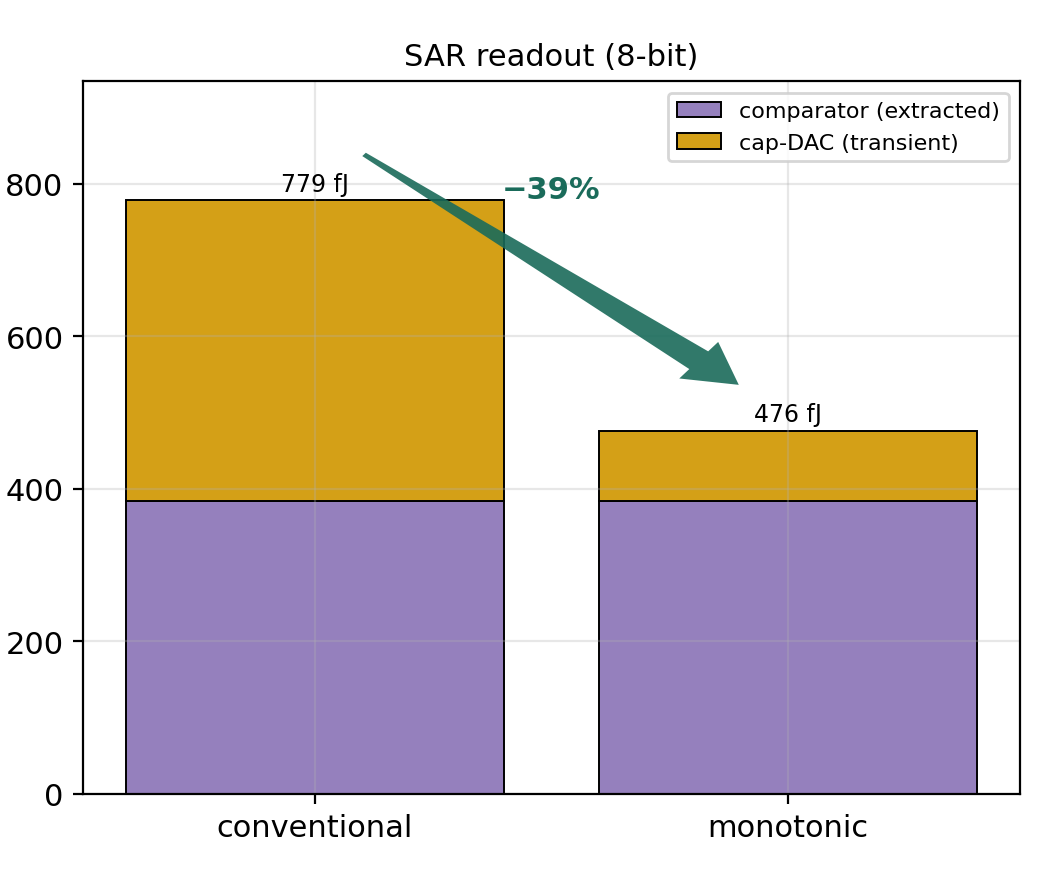 SAR readout (8-bit)
comparator (extracted)
cap-DAC (transient)
800
779 fJ
−39%
600
476 fJ
400
200
0
conventional
monotonic